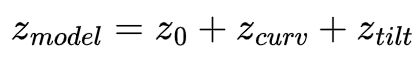 z_{model} = z_0 + z_{curv} + z_{tilt}